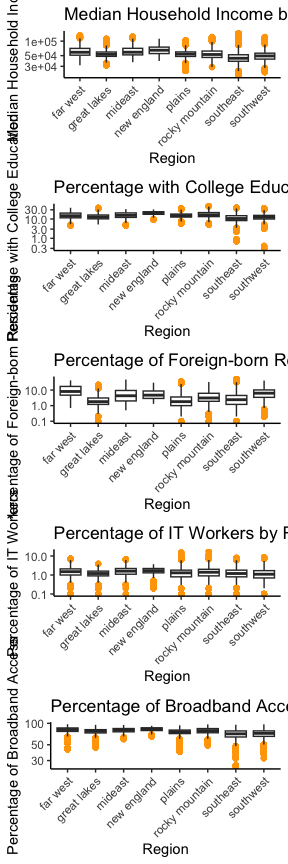 Median Household Income b
Median Household Inc
1e+05
5e+04
3e+04
far west
great lakes
mideast
new england
plains
rocky mountain
southeast
southwest
Region
Percentage with College Educ
Percentage with College Education
30.0
10.0
3.0
1.0
0.3
far west
great lakes
mideast
new england
plains
rocky mountain
southeast
southwest
Region
Percentage of Foreign-born Re
Percentage of Foreign-born Residents
10.0
1.0
0.1
far west
great lakes
mideast
new england
plains
rocky mountain
southeast
southwest
Region
Percentage of IT Workers by R
Percentage of IT Workers
10.0
1.0
0.1
far west
great lakes
mideast
new england
plains
rocky mountain
southeast
southwest
Region
Percentage of Broadband Acce
Percentage of Broadband Access
100
50
30
far west
great lakes
mideast
new england
plains
rocky mountain
southeast
southwest
Region